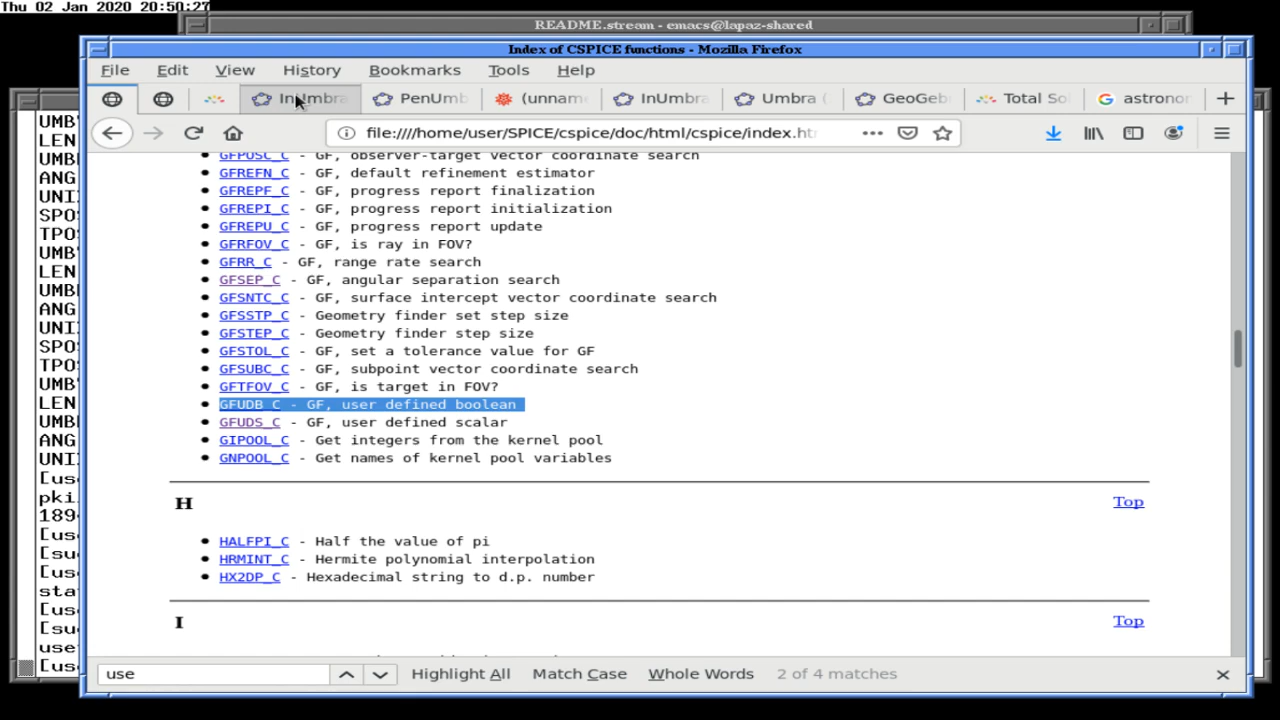 Thu 02 Jan 2020 20:50:27
README.stream - emacs@lapaz-shared
Index of CSPICE functions - Mozilla Firefox
File Edit View History Bookmarks Tools Help
InUmbra PenUmb (unnam InUmbra Umbra ( GeoGeb Total So astronor
file:///home/user/SPICE/cspice/doc/html/cspice/index.ht
UMB
LEN
UMB
ANG
UNI
SPO
TPO
UMB
LEN
UMB
ANG
UNI
SPO
TPO
UMB
LEN
UMB
ANG
UNI
[us
pki
189
[us
[su
[us
sta
[us
[su
use
[us
GFPOSC_C - GF, observer-target vector coordinate search
GFREFN_C - GF, default refinement estimator
GFREPF_C - GF, progress report finalization
GFREPI_C - GF, progress report initialization
GFREPU_C - GF, progress report update
GFRFOV_C - GF, is ray in FOV?
GFRR_C - GF, range rate search
GFSEP_C - GF, angular separation search
GFSNTC_C - GF, surface intercept vector coordinate search
GFSSTP_C - Geometry finder set step size
GFSTEP_C - Geometry finder step size
GFSTOL_C - GF, set a tolerance value for GF
GFSUBC_C - GF, subpoint vector coordinate search
GFTFOV_C - GF, is target in FOV?
GFUDB_C - GF, user defined boolean
GFUDS_C - GF, user defined scalar
GIPOOL_C - Get integers from the kernel pool
GNPOOL_C - Get names of kernel pool variables
H Top
HALFPI_C - Half the value of pi
HRMINT_C - Hermite polynomial interpolation
HX2DP_C - Hexadecimal string to d.p. number
I Top
use Highlight All Match Case Whole Words 2 of 4 matches